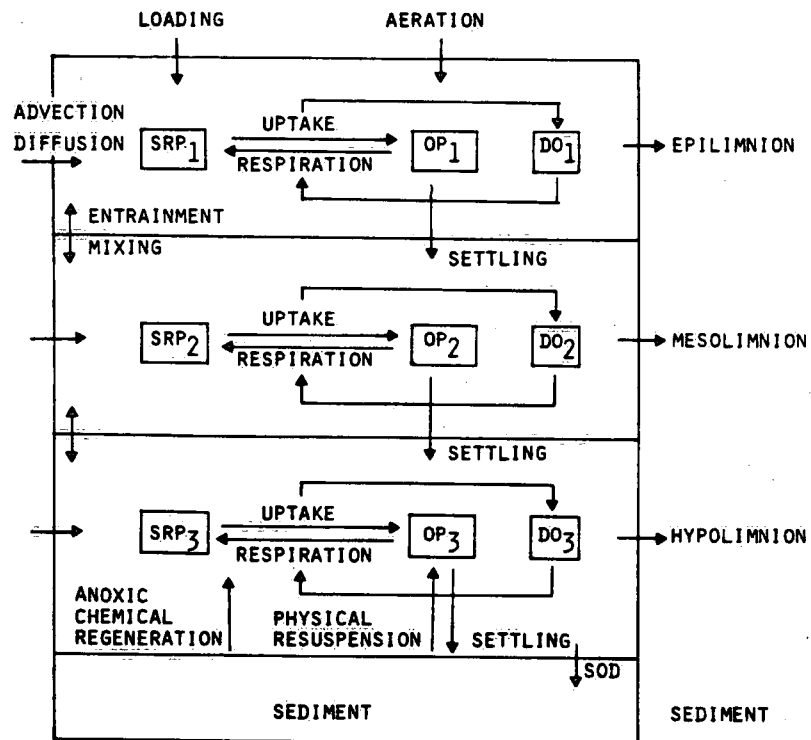 LOADING AERATION
ADVECTION
DIFFUSION
SRP1 UPTAKE OP1 DO1 EPILIMNION
RESPIRATION
ENTRAINMENT
MIXING SETTLING
SRP2 UPTAKE OP2 DO2 MESOLIMNION
RESPIRATION
SETTLING
SRP3 UPTAKE OP3 DO3 HYPOLIMNION
RESPIRATION
ANOXIC
CHEMICAL PHYSICAL
REGENERATION RESUSPENSION SETTLING
SOD
SEDIMENT SEDIMENT